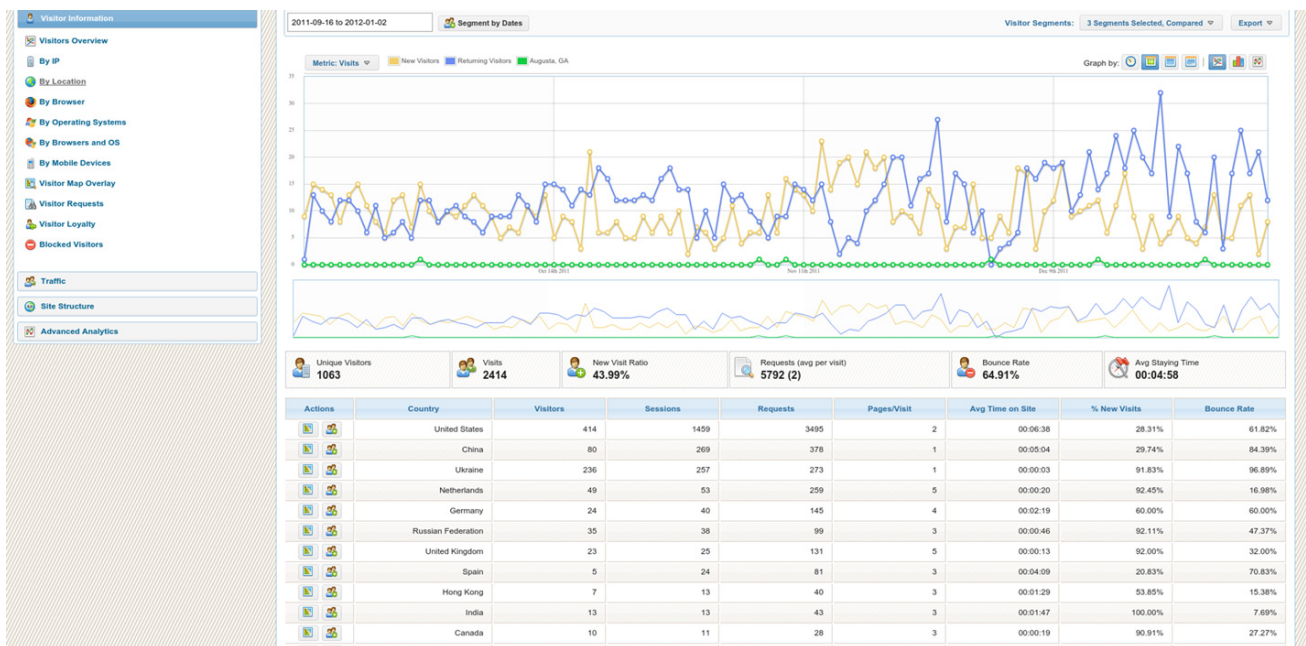 Visitor Information
Visitors Overview
By IP
By Location
By Browser
By Operating Systems
By Browsers and OS
By Mobile Devices
Visitor Map Overlay
Visitor Requests
Visitor Loyalty
Blocked Visitors
Traffic
Site Structure
Advanced Analytics
2011-09-16 to 2012-01-02 Segment by Dates Visitor Segments: 3 Segments Selected, Compared Export
Metric: Visits New Visitors Returning Visitors Augusta, GA Graph by:
35
30
25
20
15
10
5
0
Oct 14th 2011 Nov 11th 2011 Dec 9th 2011
Unique Visitors Visits New Visit Ratio Requests (avg per visit) Bounce Rate Avg Staying Time
1063 2414 43.99% 5792 (2) 64.91% 00:04:58
Actions Country Visitors Sessions Requests Pages/Visit Avg Time on Site % New Visits Bounce Rate
United States 414 1459 3495 2 00:06:38 28.31% 61.82%
China 80 269 378 1 00:05:04 29.74% 84.39%
Ukraine 236 257 273 1 00:00:03 91.83% 96.89%
Netherlands 49 53 259 5 00:00:20 92.45% 16.98%
Germany 24 40 145 4 00:02:19 60.00% 60.00%
Russian Federation 35 38 99 3 00:00:46 92.11% 47.37%
United Kingdom 23 25 131 5 00:00:13 92.00% 32.00%
Spain 5 24 81 3 00:04:09 20.83% 70.83%
Hong Kong 7 13 40 3 00:01:29 53.85% 15.38%
India 13 13 43 3 00:01:47 100.00% 7.69%
Canada 10 11 28 3 00:00:19 90.91% 27.27%